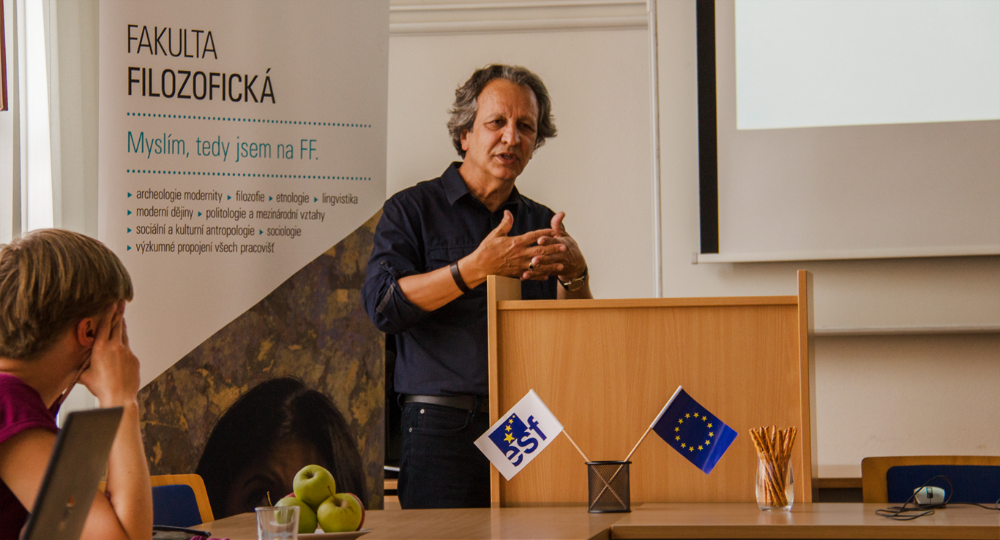 FAKULTA
FILOZOFICKÁ
Myslím, tedy jsem na FF.
archeologie modernity ▸ filozofie ▸ etnologie ▸ lingvistika
moderní dějiny ▸ politologie a mezinárodní vztahy
sociální a kulturní antropologie ▸ sociologie
výzkumné propojení všech pracovišť
esf